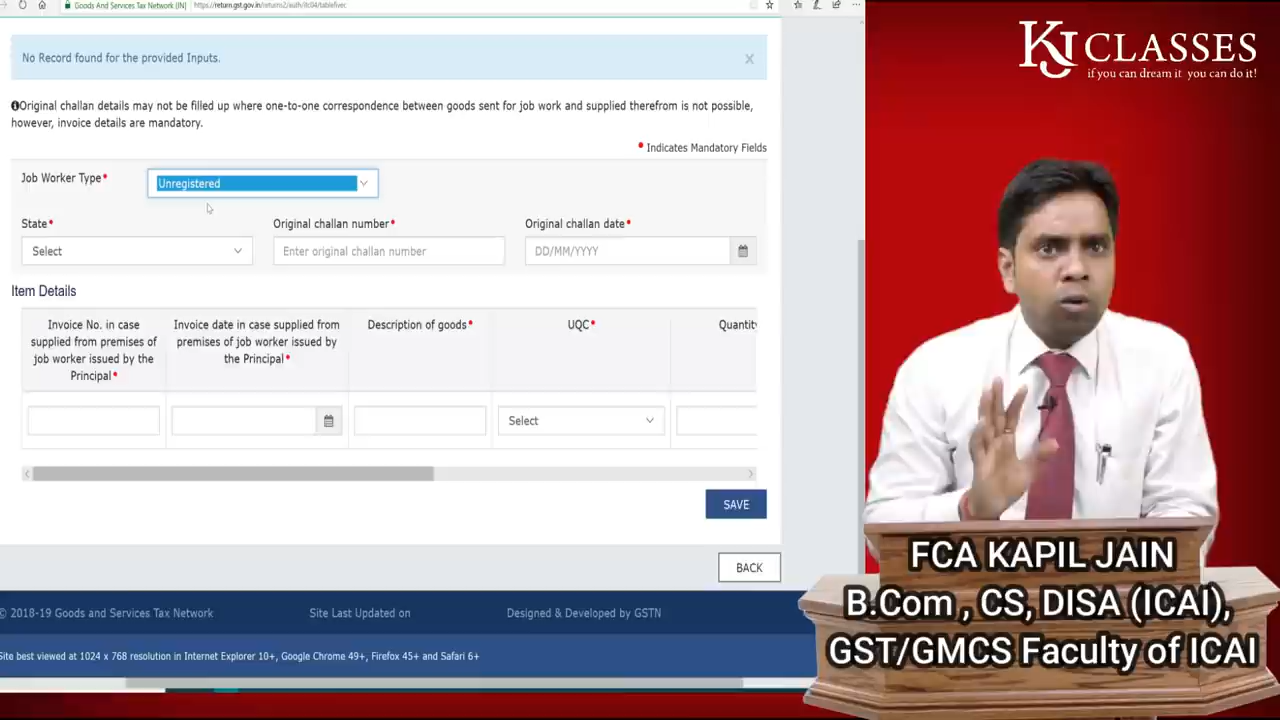 Goods And Services Tax Network [IN]
https://return.gst.gov.in/returns2/auth/itc04/tablefivec
No Record found for the provided Inputs.
Original challan details may not be filled up where one-to-one correspondence between goods sent for job work and supplied therefrom is not possible,
however, invoice details are mandatory.
• Indicates Mandatory Fields
Job Worker Type•
Unregistered
State•
Original challan number•
Original challan date•
Select
Enter original challan number
DD/MM/YYYY
Item Details
Invoice No. in case
supplied from premises of
job worker issued by the
Principal•
Invoice date in case supplied from
premises of job worker issued by
the Principal•
Description of goods•
UQC•
Quantity
Select
SAVE
BACK
© 2018-19 Goods and Services Tax Network
Site Last Updated on
Designed & Developed by GSTN
Site best viewed at 1024 x 768 resolution in Internet Explorer 10+, Google Chrome 49+, Firefox 45+ and Safari 6+
KJ CLASSES
if you can dream it you can do it!
FCA KAPIL JAIN
B.Com , CS, DISA (ICAI),
GST/GMCS Faculty of ICAI